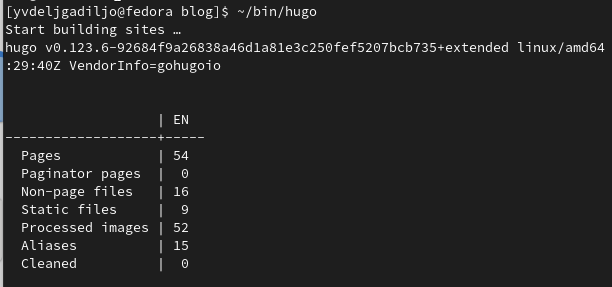 [yvdeljgadiljo@fedora blog]$ ~/bin/hugo
Start building sites …
hugo v0.123.6-92684f9a26838a46d1a81e3c250fef5207bcb735+extended linux/amd64
:29:40Z VendorInfo=gohugoio
                   | EN
-------------------+-----
  Pages            | 54
  Paginator pages  |  0
  Non-page files   | 16
  Static files     |  9
  Processed images | 52
  Aliases          | 15
  Cleaned          |  0